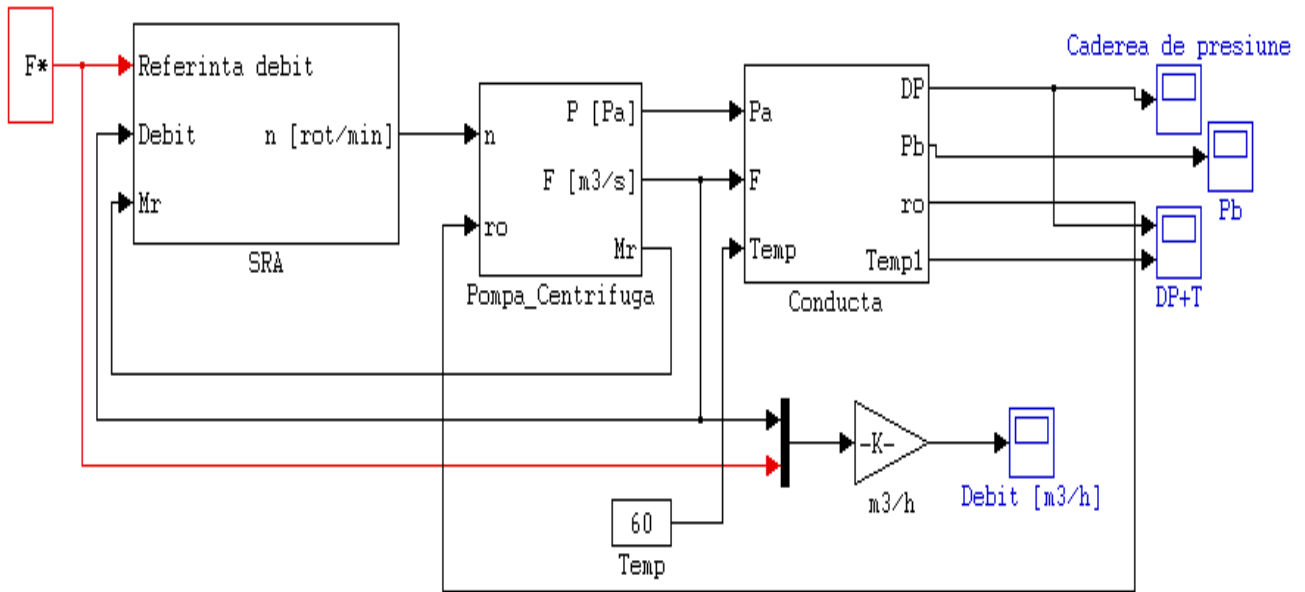 F*
Referinta debit
Debit
n [rot/min]
Mr
SRA
P [Pa]
n
F [m3/s]
ro
Mr
Pompa_Centrifuga
DP
Pa
Pb
F
ro
Temp
Temp1
Conducta
Caderea de presiune
Pb
DP+T
-K-
m3/h
Debit [m3/h]
60
Temp